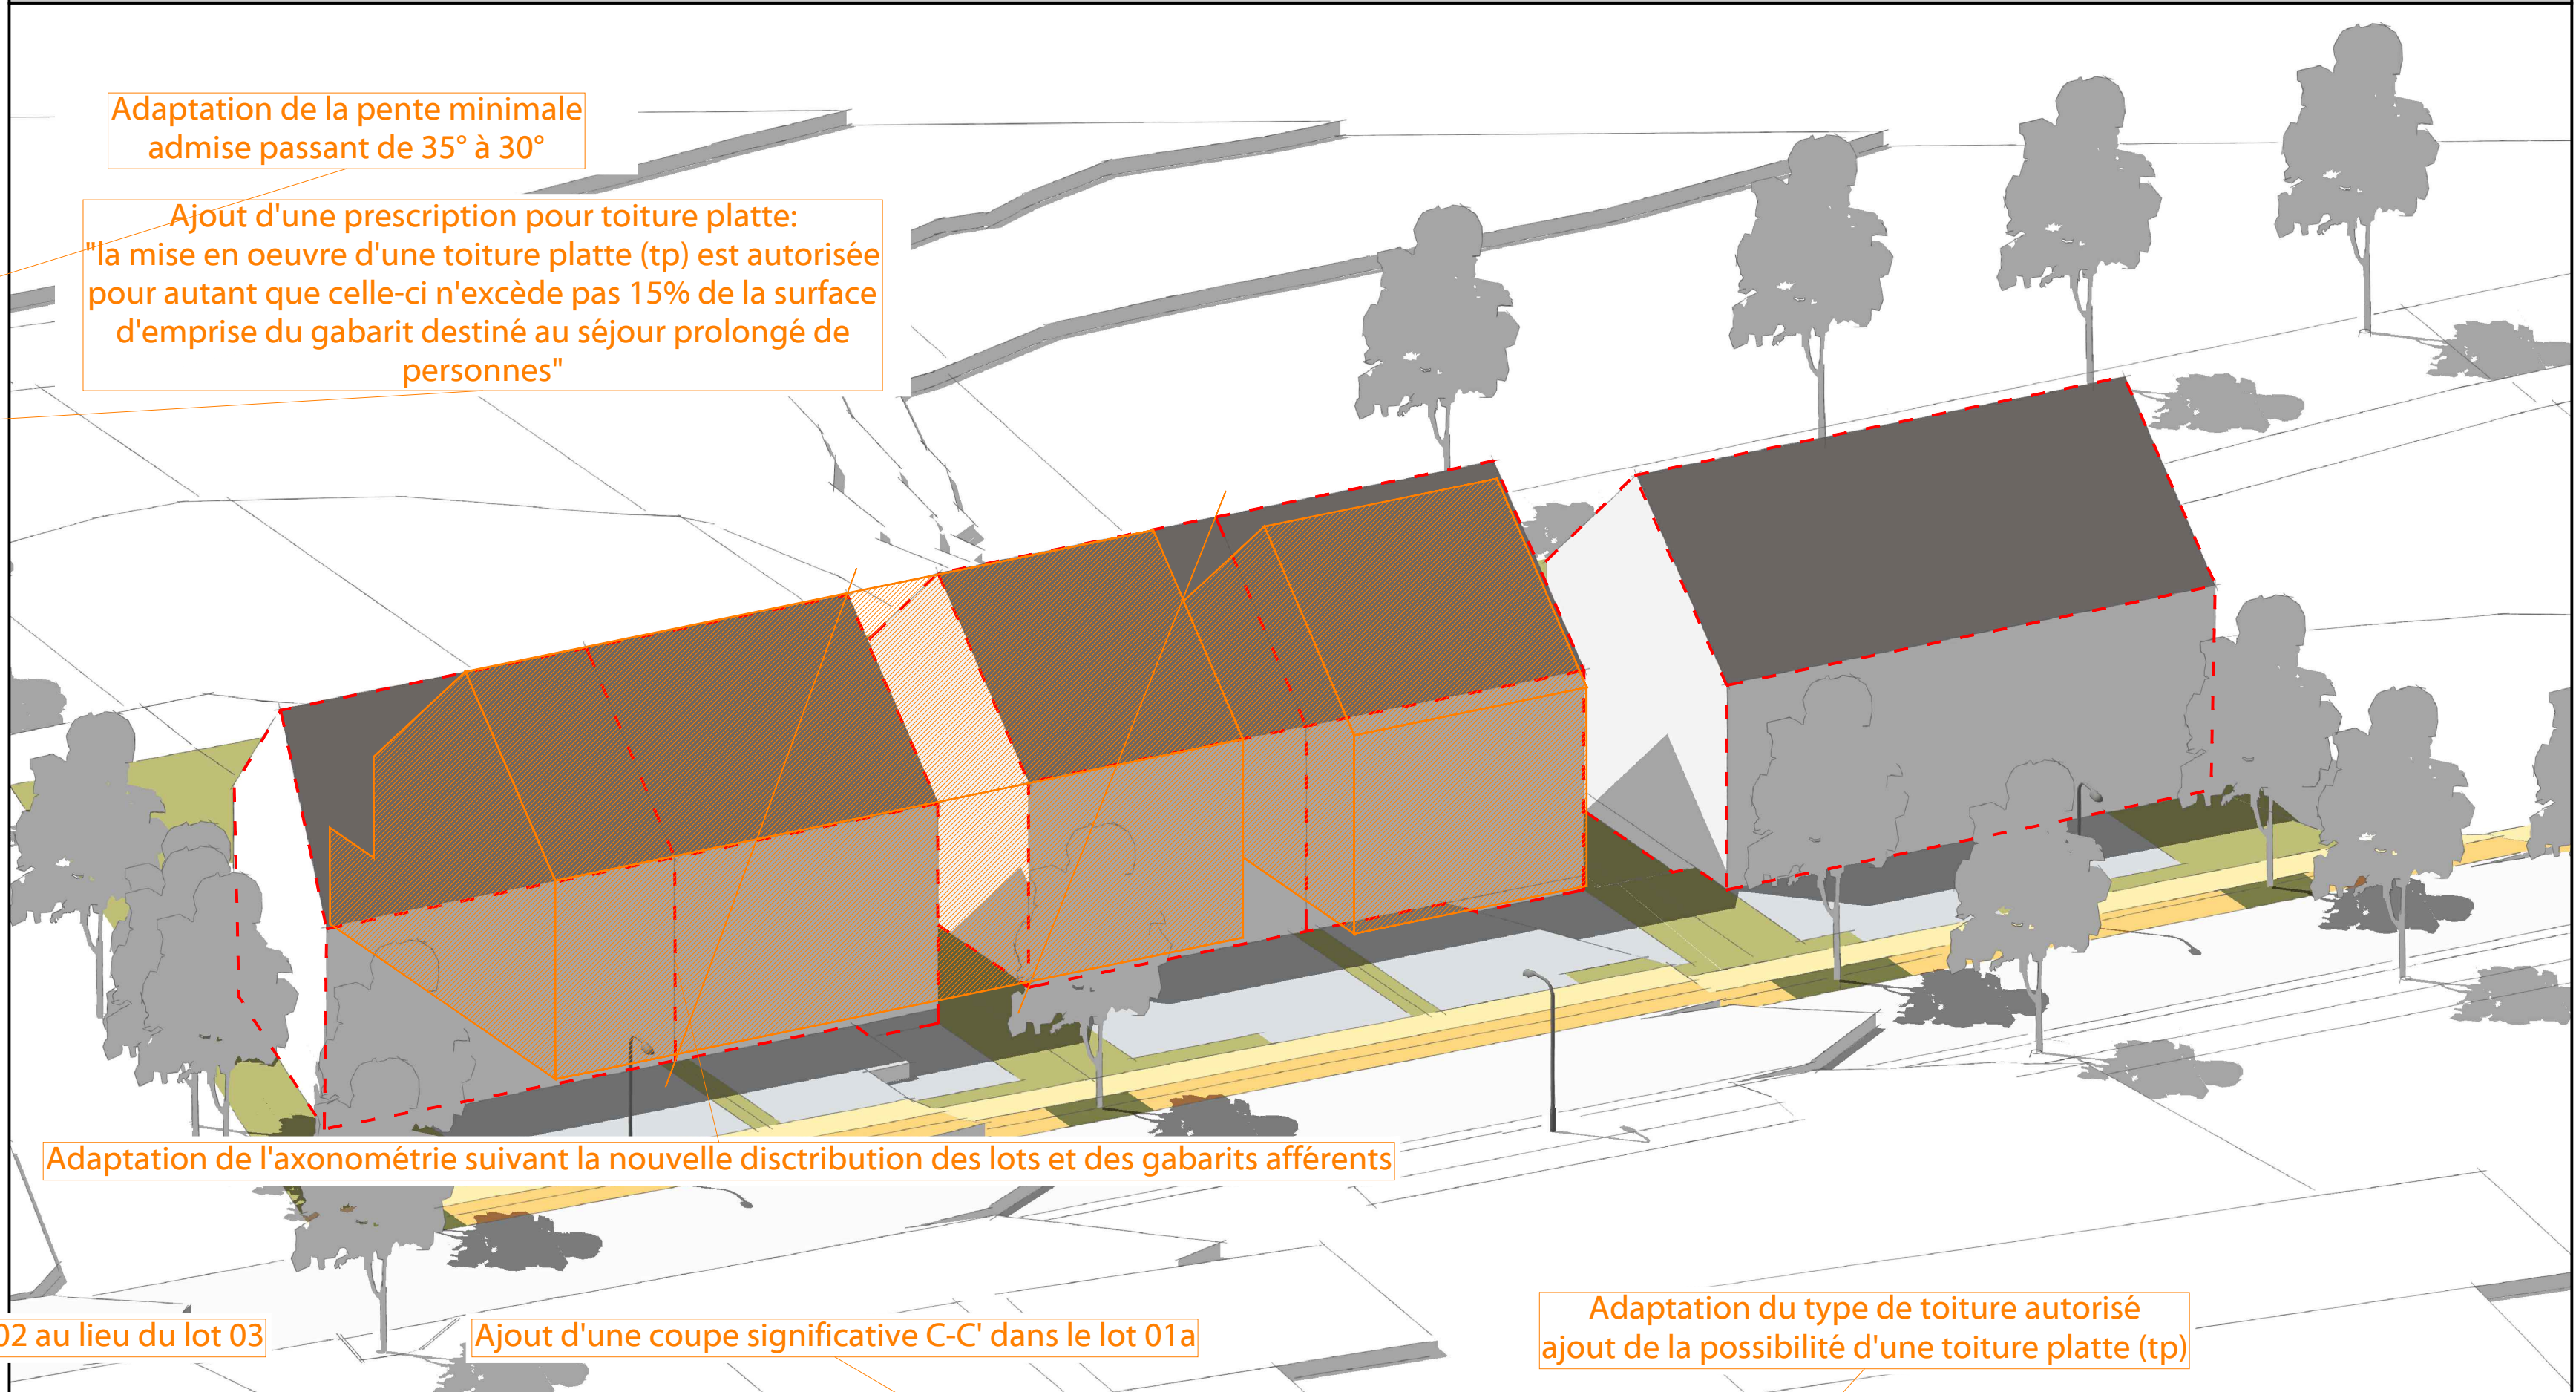 Adaptation de la pente minimale
admise passant de 35° à 30°
Ajout d'une prescription pour toiture platte:
"la mise en oeuvre d'une toiture platte (tp) est autorisée
pour autant que celle-ci n'excède pas 15% de la surface
d'emprise du gabarit destiné au séjour prolongé de
personnes"
Adaptation de l'axonométrie suivant la nouvelle disctribution des lots et des gabarits afférents
02 au lieu du lot 03
Ajout d'une coupe significative C-C' dans le lot 01a
Adaptation du type de toiture autorisé
ajout de la possibilité d'une toiture platte (tp)